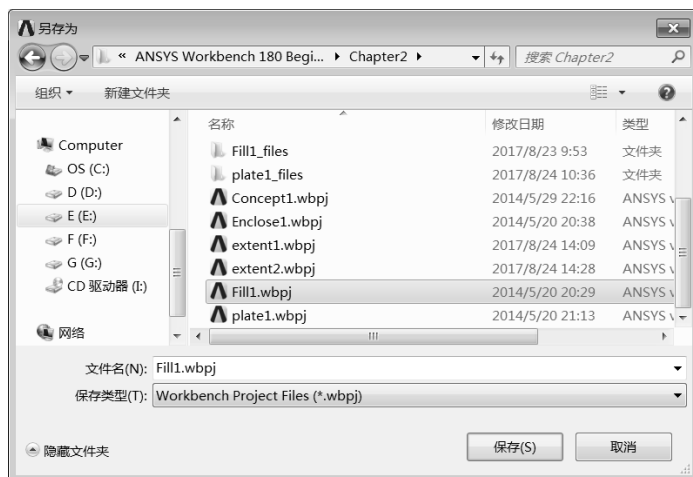 另存为
« ANSYS Workbench 180 Begi... Chapter2
搜索 Chapter2
组织 新建文件夹
名称 修改日期 类型
Computer
OS (C:)
D (D:)
E (E:)
F (F:)
G (G:)
CD 驱动器 (I:)
网络
Fill1_files 2017/8/23 9:53 文件夹
plate1_files 2017/8/24 10:36 文件夹
Concept1.wbpj 2014/5/29 22:16 ANSYS v
Enclose1.wbpj 2014/5/20 20:38 ANSYS v
extent1.wbpj 2017/8/24 14:09 ANSYS v
extent2.wbpj 2017/8/24 14:28 ANSYS v
Fill1.wbpj 2014/5/20 20:29 ANSYS v
plate1.wbpj 2014/5/20 21:13 ANSYS v
文件名(N): Fill1.wbpj
保存类型(T): Workbench Project Files (*.wbpj)
隐藏文件夹
保存(S) 取消